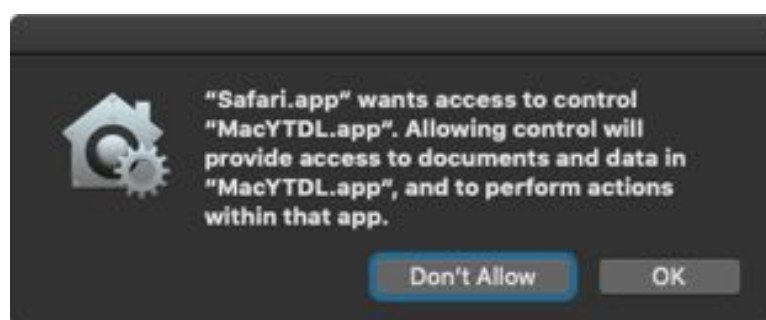 “Safari.app” wants access to control
“MacYTDL.app”. Allowing control will
provide access to documents and data in
“MacYTDL.app”, and to perform actions
within that app.
Don't Allow
OK